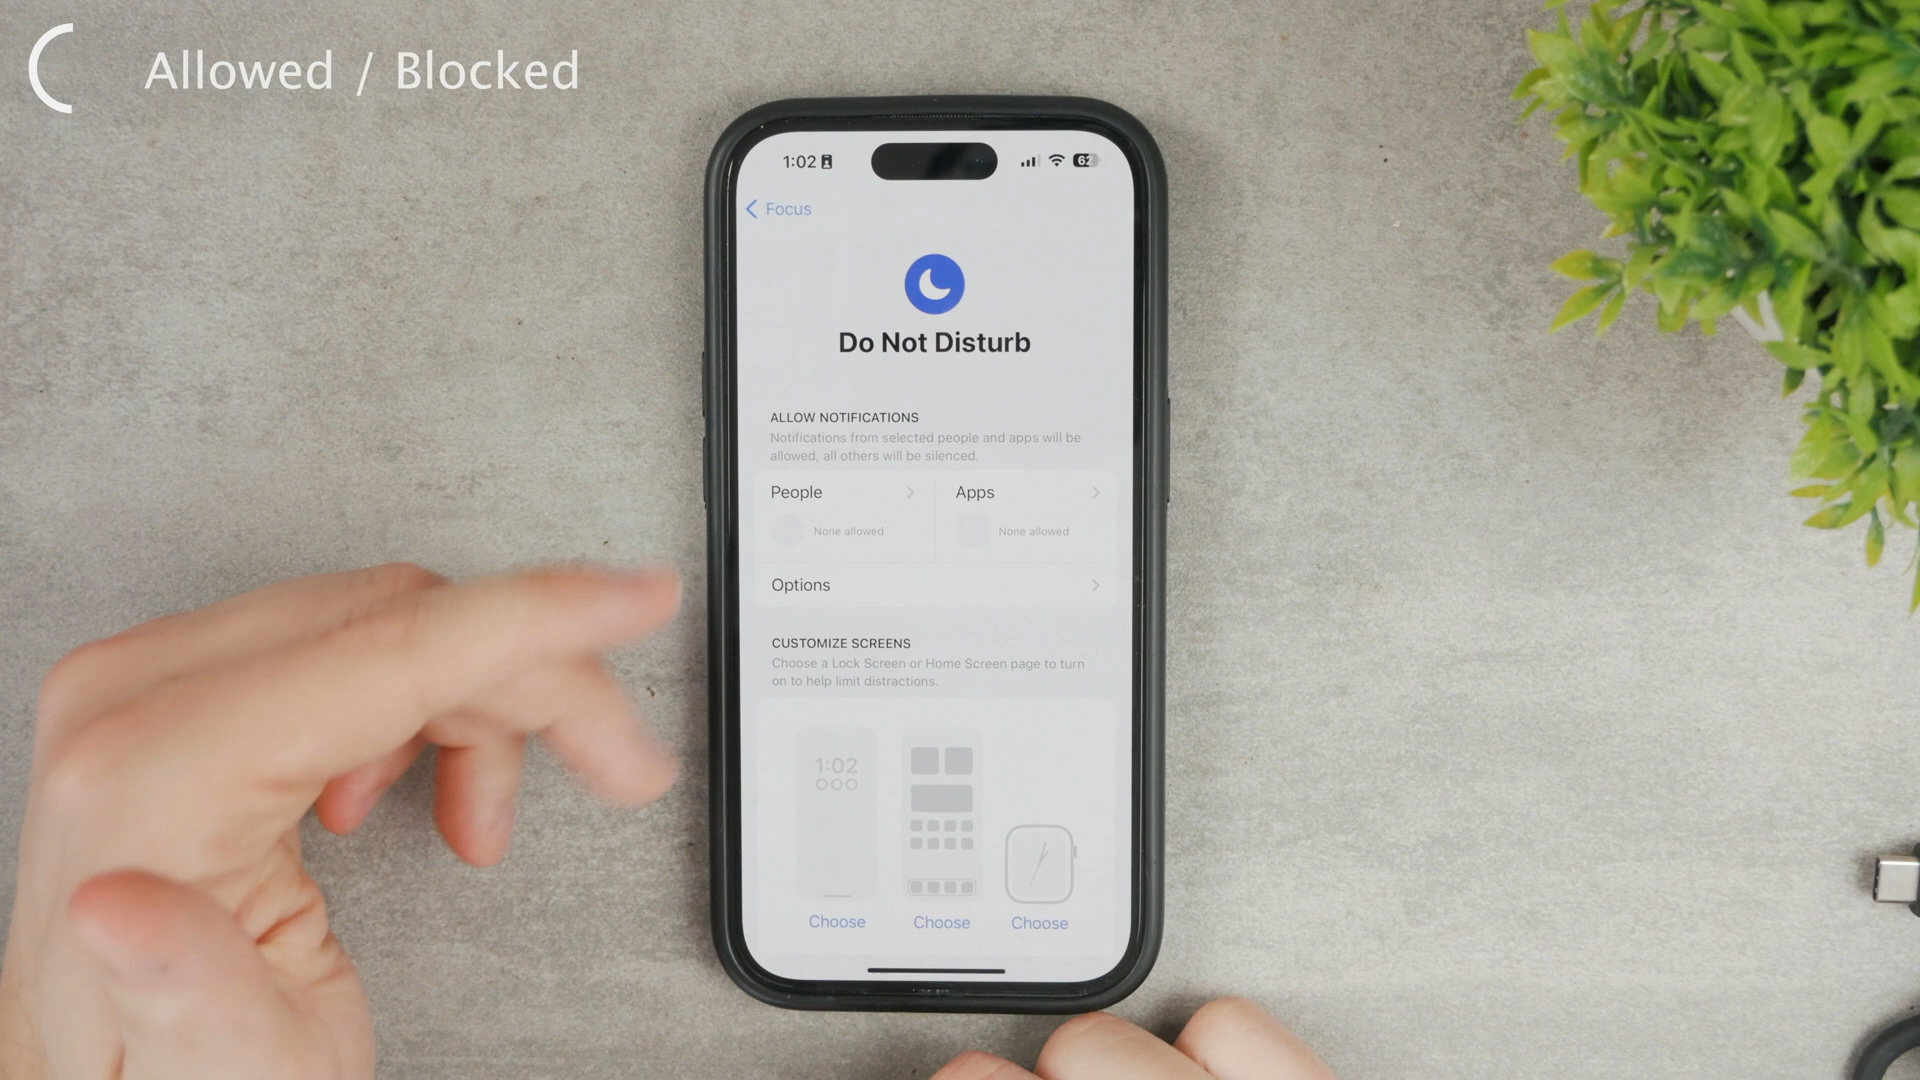 Allowed / Blocked
1:02
62
Focus
Do Not Disturb
ALLOW NOTIFICATIONS
Notifications from selected people and apps will be
allowed, all others will be silenced.
People
Apps
None allowed
None allowed
Options
CUSTOMIZE SCREENS
Choose a Lock Screen or Home Screen page to turn
on to help limit distractions.
1:02
Choose
Choose
Choose